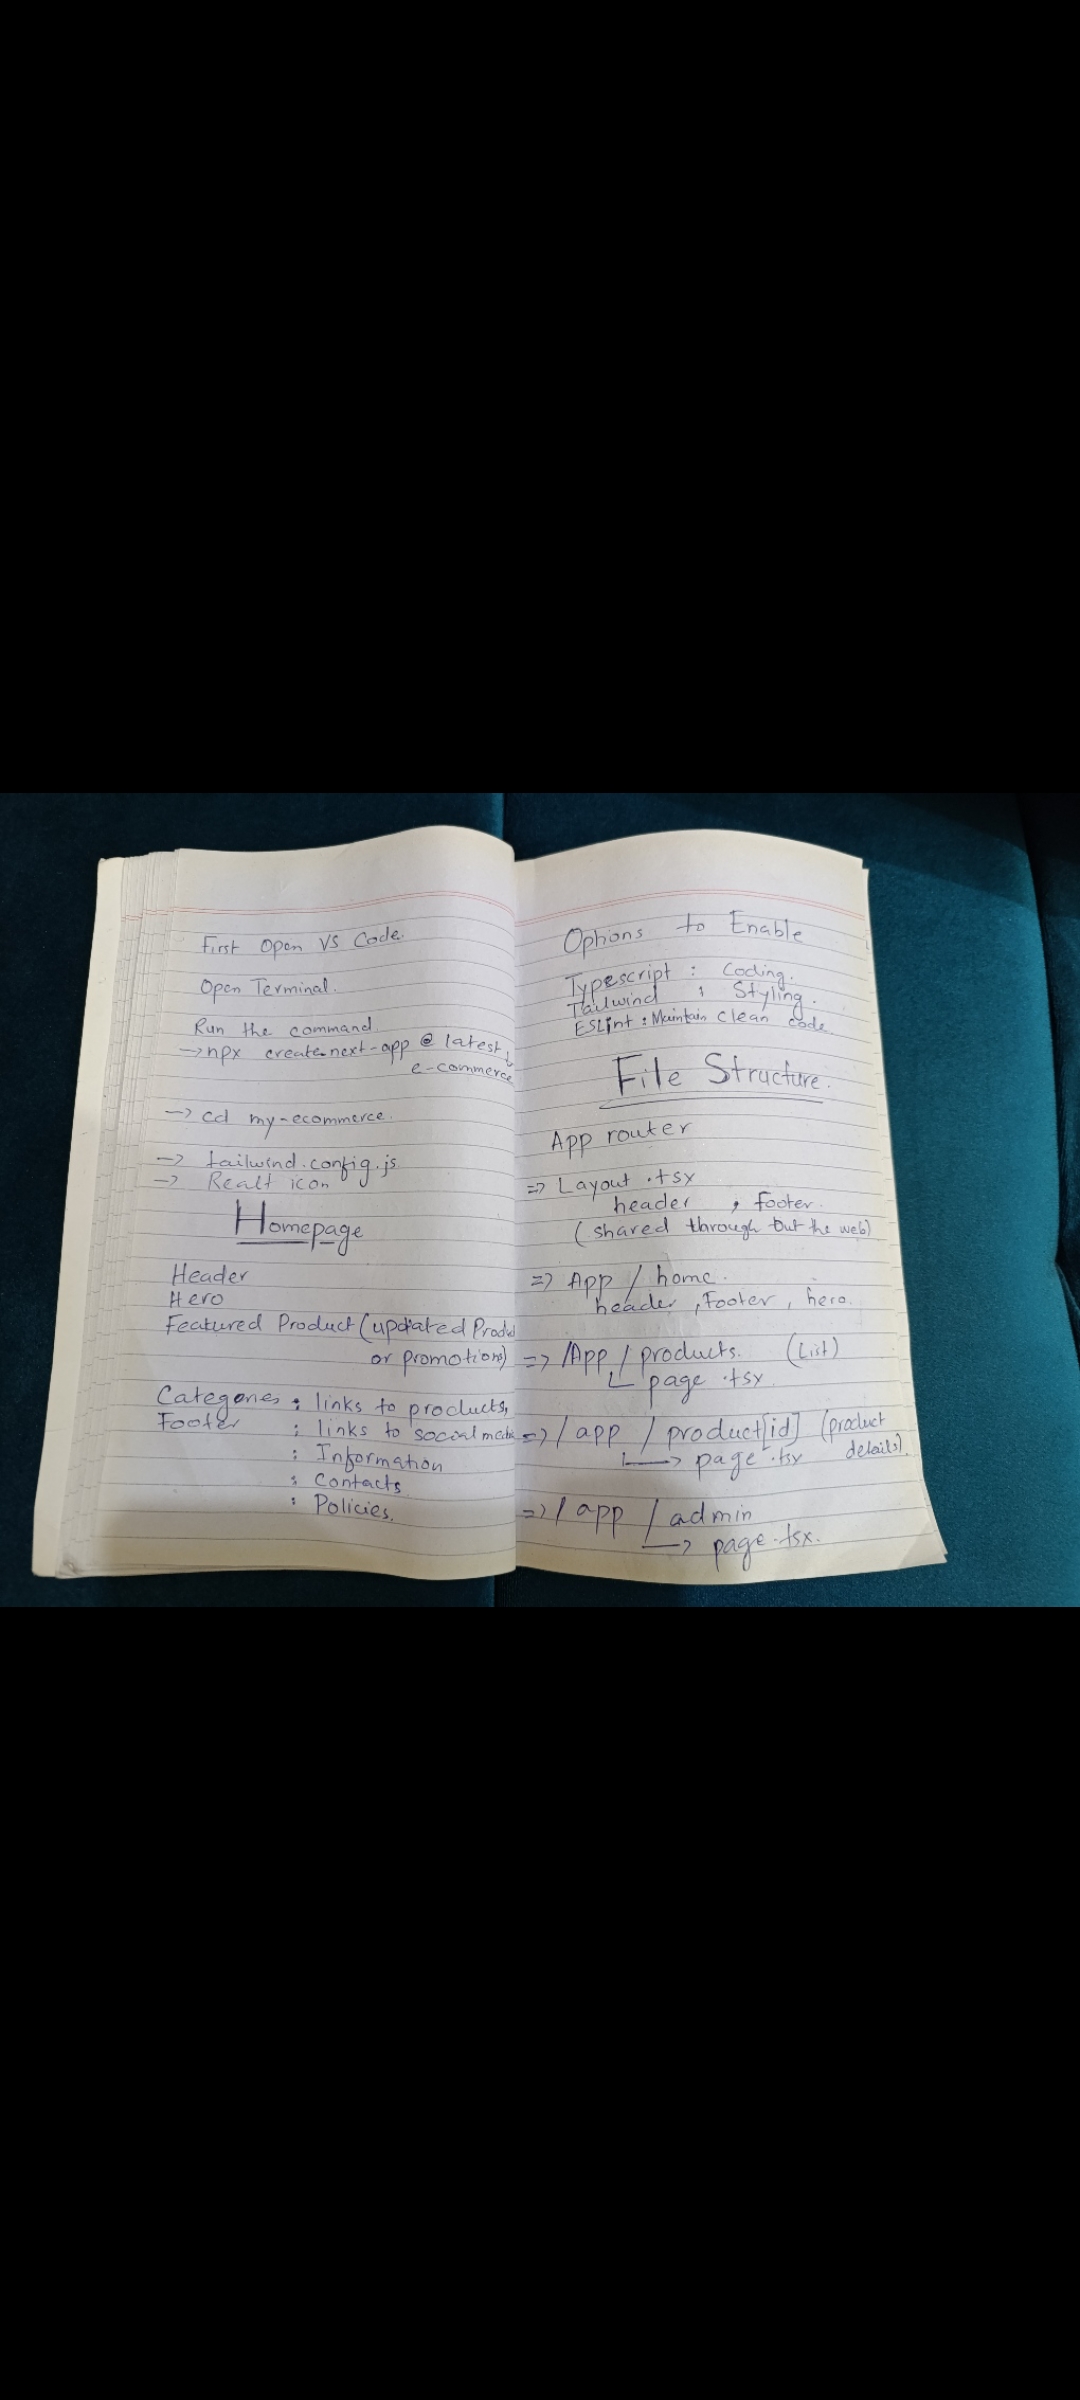 First Open VS Code.
Open Terminal.
Run the command
→ npx create-next-app @ latest
e-commerce
→ cd my-ecommerce.
→ tailwind.config.js
→ Realt icon
Homepage
Header
Hero
Featured Product (updated Produ
or promotions)
Categories : links to products,
Footer : links to social media
: Information
: Contacts
: Policies.
Options to Enable
Typescript : Coding.
Tailwind : Styling.
ESLint : Maintain clean code
File Structure.
App router
=> Layout .tsx
header , footer.
(shared through out the web)
=> App / home.
header , Footer , hero.
=> /App / products. (List)
page .tsx
=> / app / product[id] (product
details)
→ page .tsx
=> / app / admin
→ page .tsx.